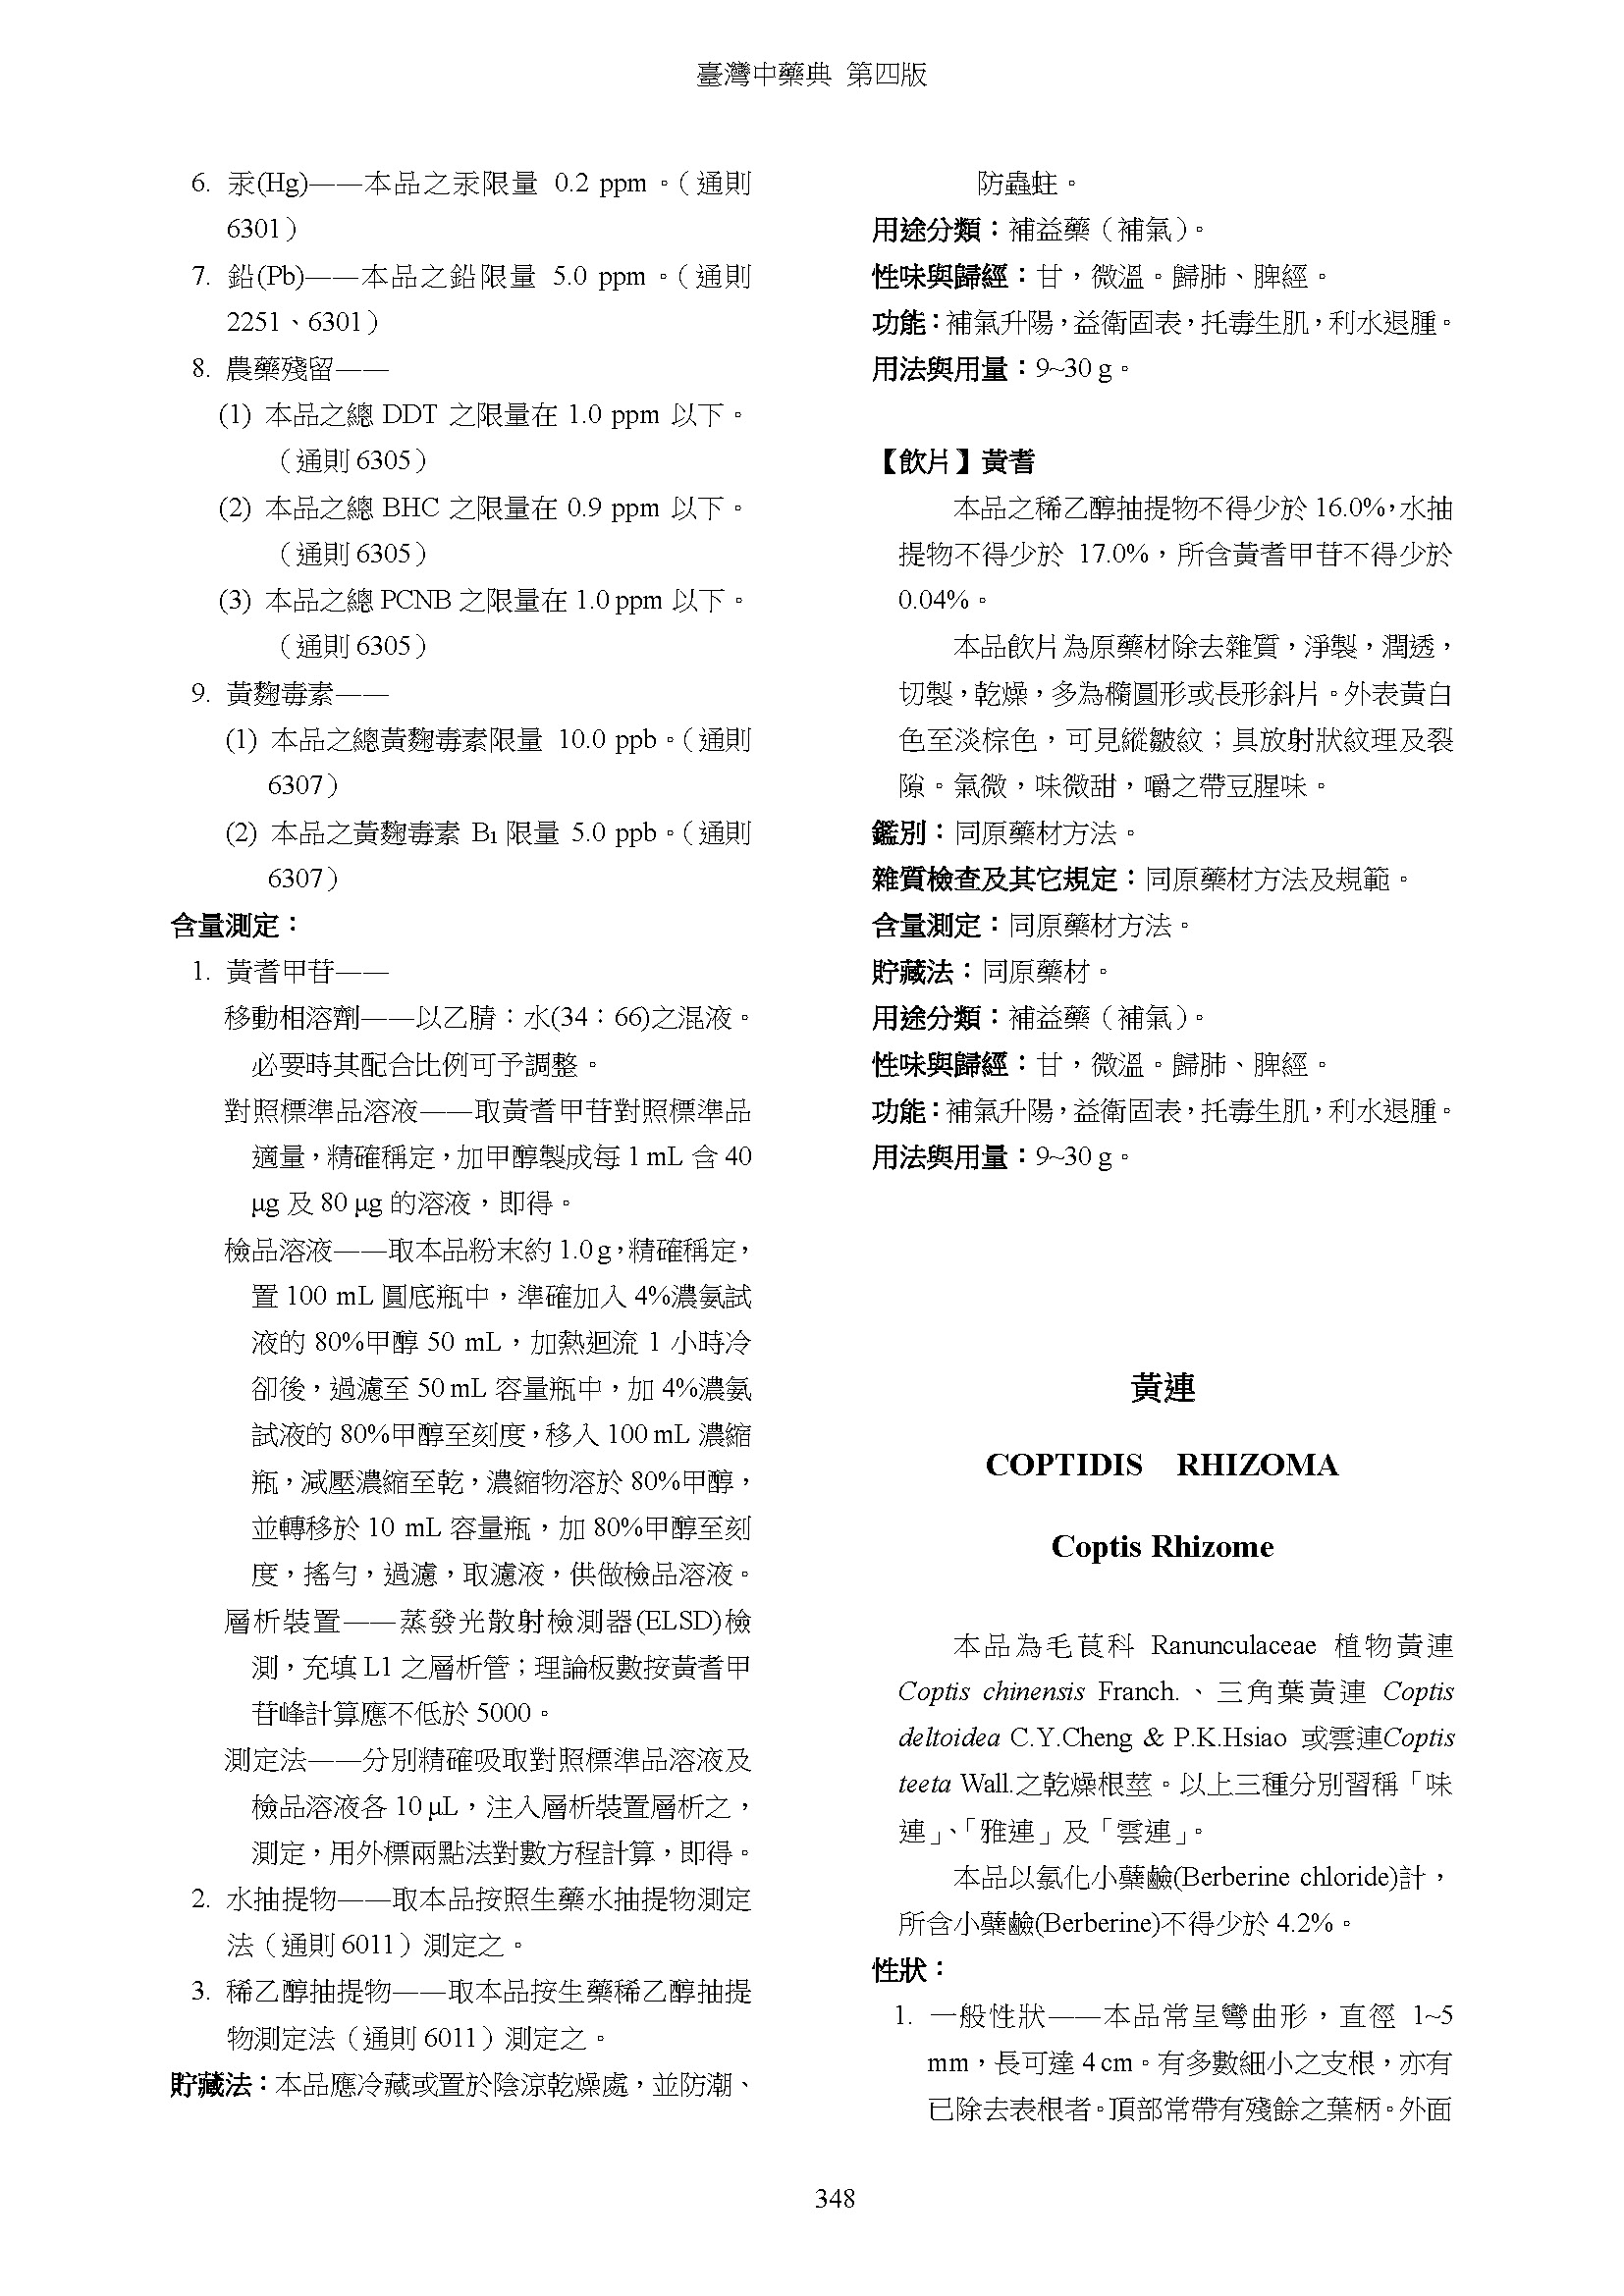 臺灣中藥典 第四版
6. 汞(Hg)——本品之汞限量 0.2 ppm。（通則
6301）
7. 鉛(Pb)——本品之鉛限量 5.0 ppm。（通則
2251、6301）
8. 農藥殘留——
(1) 本品之總 DDT 之限量在 1.0 ppm 以下。
（通則 6305）
(2) 本品之總 BHC 之限量在 0.9 ppm 以下。
（通則 6305）
(3) 本品之總 PCNB 之限量在 1.0 ppm 以下。
（通則 6305）
9. 黃麴毒素——
(1) 本品之總黃麴毒素限量 10.0 ppb。（通則
6307）
(2) 本品之黃麴毒素 B₁ 限量 5.0 ppb。（通則
6307）
含量測定：
1. 黃耆甲苷——
移動相溶劑——以乙腈：水(34：66)之混液。
必要時其配合比例可予調整。
對照標準品溶液——取黃耆甲苷對照標準品
適量，精確稱定，加甲醇製成每 1 mL 含 40
μg 及 80 μg 的溶液，即得。
檢品溶液——取本品粉末約 1.0 g，精確稱定，
置 100 mL 圓底瓶中，準確加入 4%濃氨試
液的 80%甲醇 50 mL，加熱迴流 1 小時冷
卻後，過濾至 50 mL 容量瓶中，加 4%濃氨
試液的 80%甲醇至刻度，移入 100 mL 濃縮
瓶，減壓濃縮至乾，濃縮物溶於 80%甲醇，
並轉移於 10 mL 容量瓶，加 80%甲醇至刻
度，搖勻，過濾，取濾液，供做檢品溶液。
層析裝置——蒸發光散射檢測器(ELSD)檢
測，充填 L1 之層析管；理論板數按黃耆甲
苷峰計算應不低於 5000。
測定法——分別精確吸取對照標準品溶液及
檢品溶液各 10 μL，注入層析裝置層析之，
測定，用外標兩點法對數方程計算，即得。
2. 水抽提物——取本品按照生藥水抽提物測定
法（通則 6011）測定之。
3. 稀乙醇抽提物——取本品按生藥稀乙醇抽提
物測定法（通則 6011）測定之。
貯藏法：本品應冷藏或置於陰涼乾燥處，並防潮、
防蟲蛀。
用途分類：補益藥（補氣）。
性味與歸經：甘，微溫。歸肺、脾經。
功能：補氣升陽，益衛固表，托毒生肌，利水退腫。
用法與用量：9~30 g。
【飲片】黃耆
本品之稀乙醇抽提物不得少於 16.0%，水抽
提物不得少於 17.0%，所含黃耆甲苷不得少於
0.04%。
本品飲片為原藥材除去雜質，淨製，潤透，
切製，乾燥，多為橢圓形或長形斜片。外表黃白
色至淡棕色，可見縱皺紋；具放射狀紋理及裂
隙。氣微，味微甜，嚼之帶豆腥味。
鑑別：同原藥材方法。
雜質檢查及其它規定：同原藥材方法及規範。
含量測定：同原藥材方法。
貯藏法：同原藥材。
用途分類：補益藥（補氣）。
性味與歸經：甘，微溫。歸肺、脾經。
功能：補氣升陽，益衛固表，托毒生肌，利水退腫。
用法與用量：9~30 g。
黃連
COPTIDIS RHIZOMA
Coptis Rhizome
本品為毛茛科 Ranunculaceae 植物黃連
Coptis chinensis Franch.、三角葉黃連 Coptis
deltoidea C.Y.Cheng & P.K.Hsiao 或雲連Coptis
teeta Wall.之乾燥根莖。以上三種分別習稱「味
連」、「雅連」及「雲連」。
本品以氯化小蘗鹼(Berberine chloride)計，
所含小蘗鹼(Berberine)不得少於 4.2%。
性狀：
1. 一般性狀——本品常呈彎曲形，直徑 1~5
mm，長可達 4 cm。有多數細小之支根，亦有
已除去表根者。頂部常帶有殘餘之葉柄。外面
348